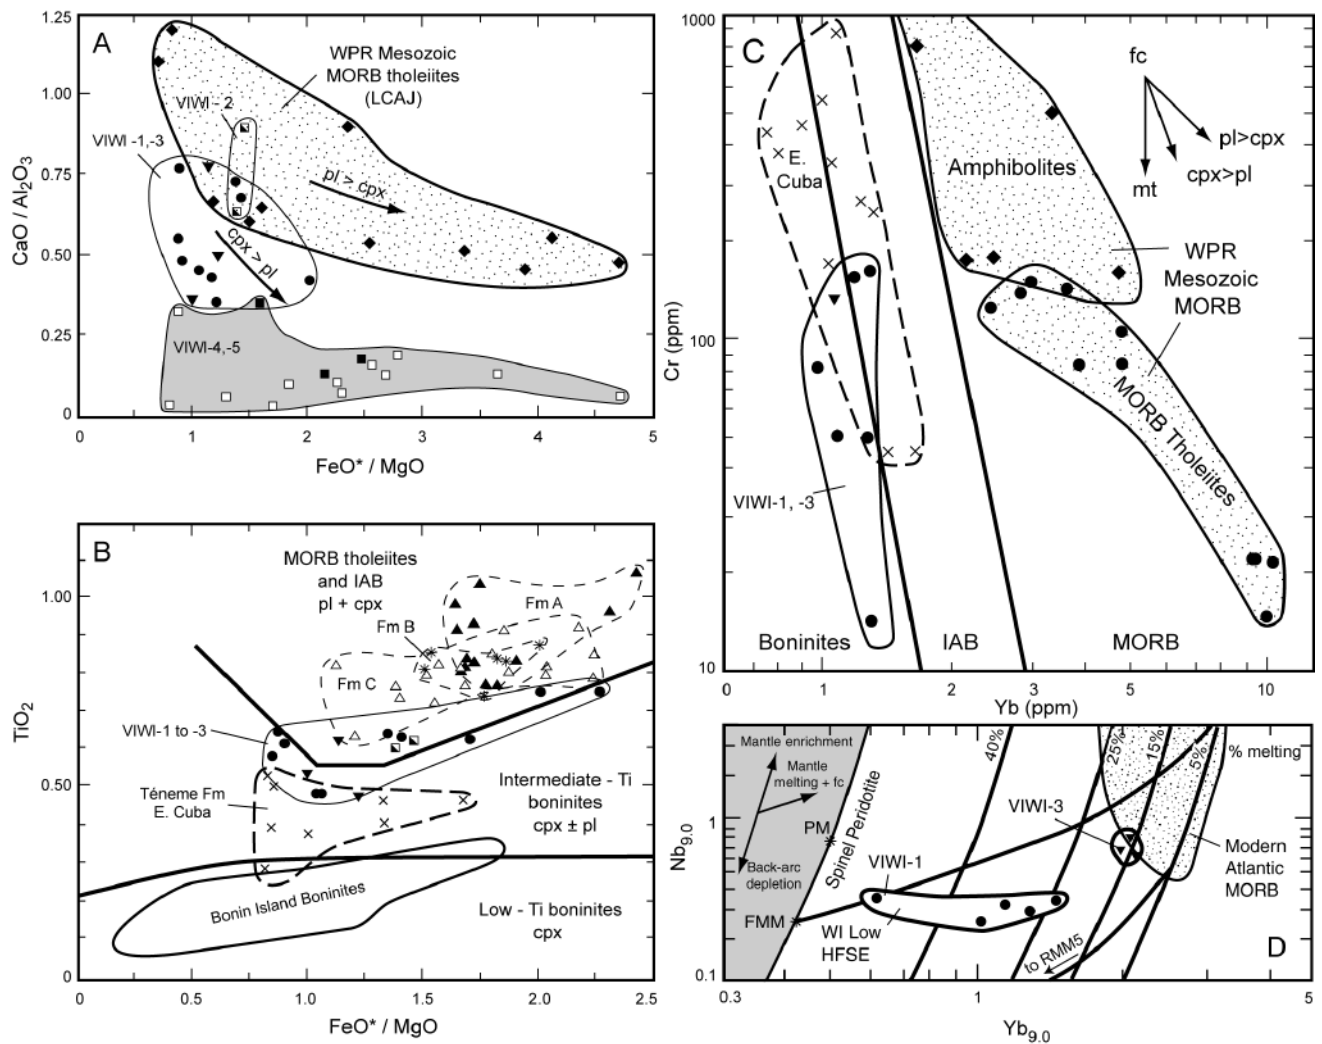 A
1.25
1.00
0.75
0.50
0.25
0
CaO / Al2O3
WPR Mesozoic
MORB tholeiites
(LCAJ)
VIWI - 2
VIWI -1,-3
pl > cpx
cpx > pl
VIWI-4,-5
0
1
2
3
4
5
FeO* / MgO
B
1.00
0.50
0
TiO2
MORB tholeiites
and IAB
pl + cpx
Fm A
Fm B
Fm C
VIWI-1 to -3
Téneme Fm
E. Cuba
Intermediate - Ti
boninites
cpx ± pl
Bonin Island Boninites
Low - Ti boninites
cpx
0
0.5
1.0
1.5
2.0
2.5
FeO* / MgO
C
1000
100
10
Cr (ppm)
E.
Cuba
Amphibolites
fc
pl>cpx
cpx>pl
mt
WPR
Mesozoic
MORB
MORB Tholeiites
VIWI-1, -3
Boninites
IAB
MORB
0
1
2
3
5
10
Yb (ppm)
D
1
0.1
Nb9.0
Mantle enrichment
Mantle
melting + fc
PM
Back-arc
depletion
FMM
Spinel Peridotite
40%
25%
15%
5%
% melting
VIWI-3
VIWI-1
WI Low
HFSE
Modern
Atlantic
MORB
to RMM5
0.3
1
5
Yb9.0